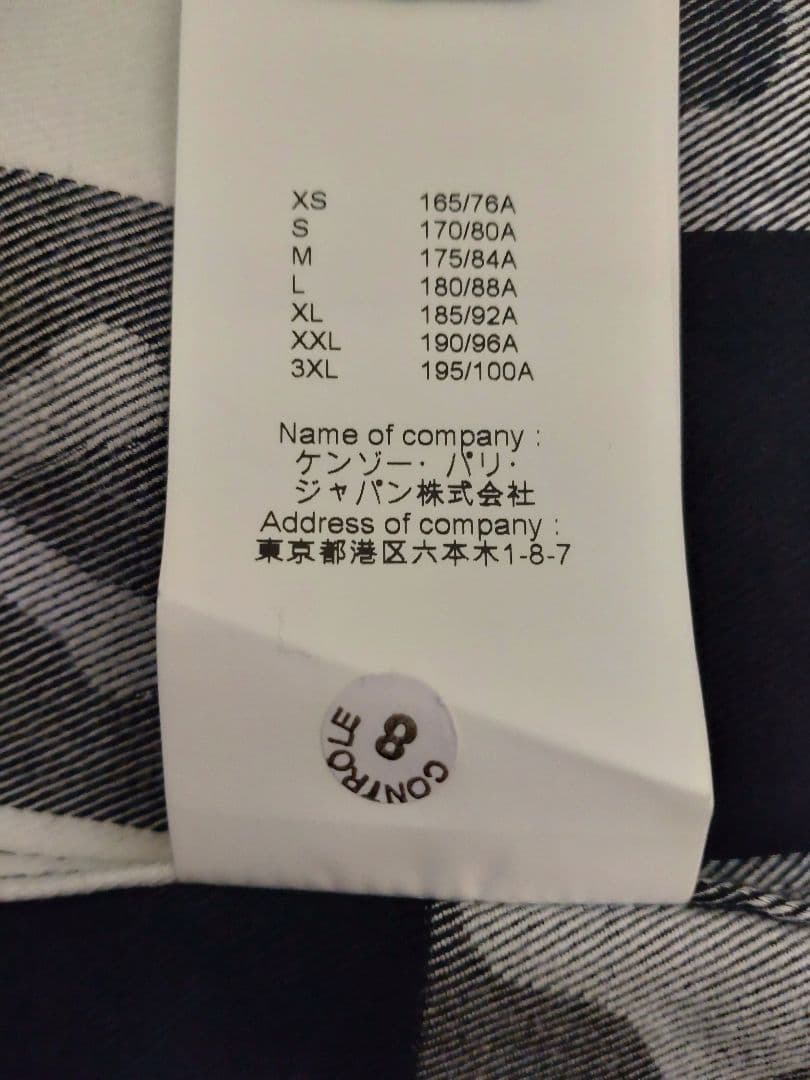 XS 165/76A
S 170/80A
M 175/84A
L 180/88A
XL 185/92A
XXL 190/96A
3XL 195/100A
Name of company :
ケンゾー・パリ・
ジャパン株式会社
Address of company :
東京都港区六本木1-8-7
8
CONTROLE